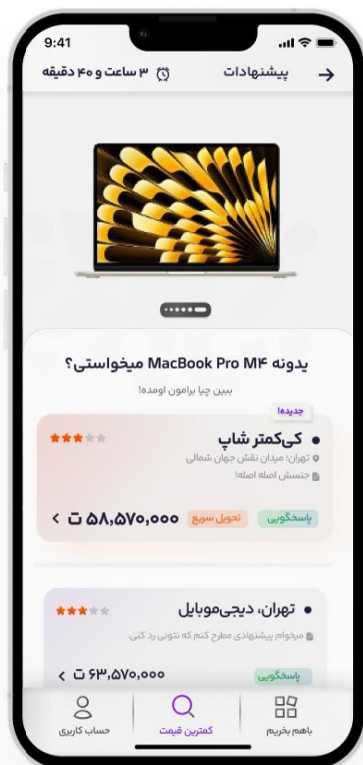 9:41
پیشنهادات
۳ ساعت و ۴۰ دقیقه
یدونه MacBook Pro M۴ میخواستی؟
ببین چیا برامون اومده!
جدیده!
کی‌کمتر شاپ
تهران؛ میدان نقش جهان شمالی
جنسش اصله اصله!
پاسخگویی
تحویل سریع
۵۸,۵۷۰,۰۰۰ ت
تهران، دیجی‌موبایل
میخوام پیشنهادی مطرح کنم که نتونی رد کنی.
پاسخگویی
۶۳,۵۷۰,۰۰۰ ت
باهم بخریم
کمترین قیمت
حساب کاربری